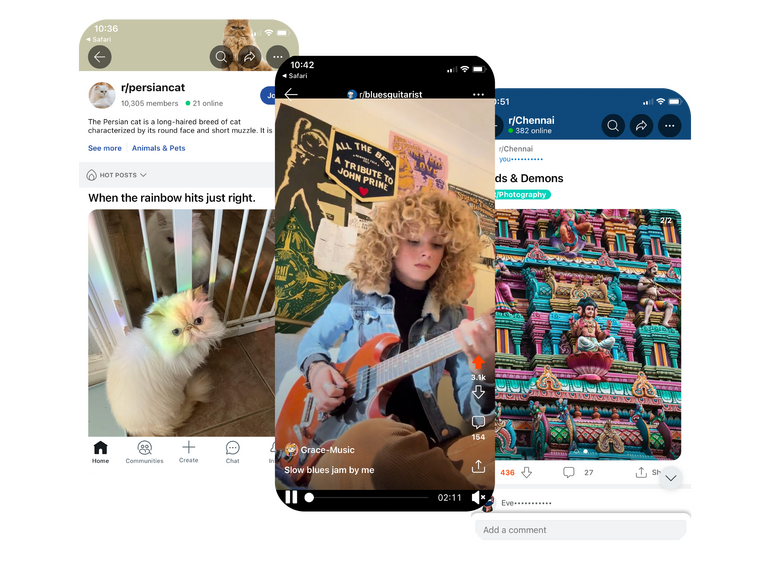 10:36
Safari
r/persiancat
10,305 members
21 online
The Persian cat is a long-haired breed of cat
characterized by its round face and short muzzle. It is
See more
Animals & Pets
HOT POSTS
When the rainbow hits just right.
Home
Communities
Create
Chat
10:42
Safari
r/bluesguitarist
ALL THE BEST
A TRIBUTE TO
JOHN PRINE
3.1k
154
Grace-Music
Slow blues jam by me
02:11
:51
r/Chennai
382 online
r/Chennai
you••••••••••
ds & Demons
Photography
2/2
436
27
Sh
Eve•••••••••••
Add a comment